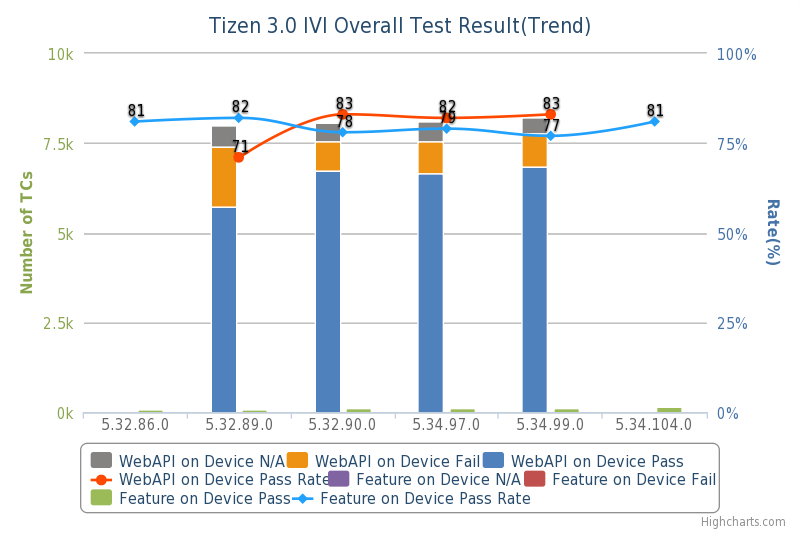 Tizen 3.0 IVI Overall Test Result(Trend)
10k
100%
81
82
71
83
78
82
79
83
77
81
7.5k
75%
Number of TCs
Rate(%)
5k
50%
2.5k
25%
0k
0%
5.32.86.0 5.32.89.0 5.32.90.0 5.34.97.0 5.34.99.0 5.34.104.0
WebAPI on Device N/A WebAPI on Device Fail WebAPI on Device Pass
WebAPI on Device Pass Rate Feature on Device N/A Feature on Device Fail
Feature on Device Pass Feature on Device Pass Rate
Highcharts.com